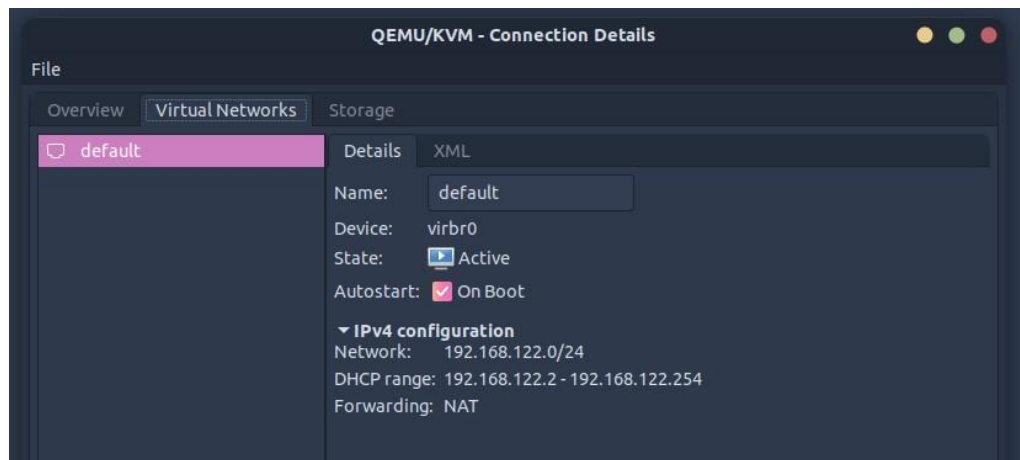 QEMU/KVM - Connection Details
File
Overview Virtual Networks Storage
default
Details XML
Name: default
Device: virbr0
State: Active
Autostart: On Boot
IPv4 configuration
Network: 192.168.122.0/24
DHCP range: 192.168.122.2 - 192.168.122.254
Forwarding: NAT